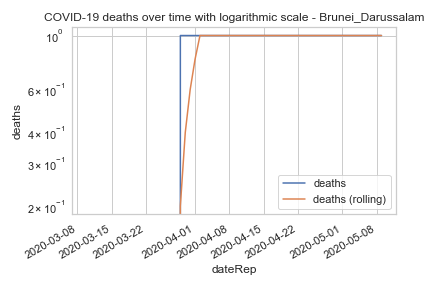 COVID-19 deaths over time with logarithmic scale - Brunei_Darussalam
deaths
10⁰
6 × 10⁻¹
4 × 10⁻¹
3 × 10⁻¹
2 × 10⁻¹
deaths
deaths (rolling)
2020-03-08
2020-03-15
2020-03-22
2020-04-01
2020-04-08
2020-04-15
2020-04-22
2020-05-01
2020-05-08
dateRep